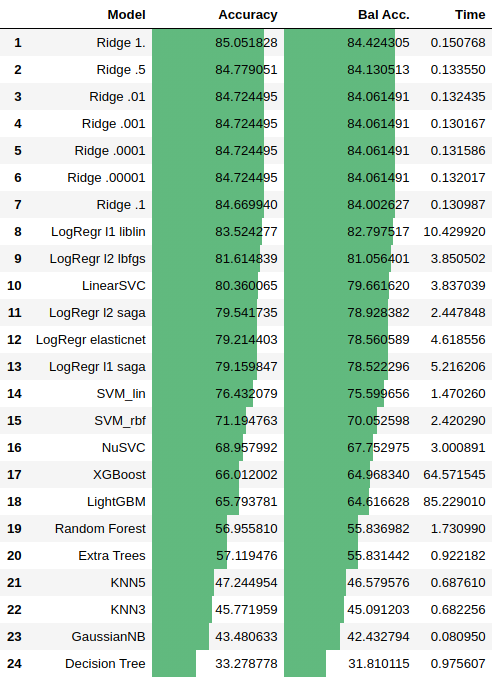 Model Accuracy Bal Acc. Time
1 Ridge 1. 85.051828 84.424305 0.150768
2 Ridge .5 84.779051 84.130513 0.133550
3 Ridge .01 84.724495 84.061491 0.132435
4 Ridge .001 84.724495 84.061491 0.130167
5 Ridge .0001 84.724495 84.061491 0.131586
6 Ridge .00001 84.724495 84.061491 0.132017
7 Ridge .1 84.669940 84.002627 0.130987
8 LogRegr l1 liblin 83.524277 82.797517 10.429920
9 LogRegr l2 lbfgs 81.614839 81.056401 3.850502
10 LinearSVC 80.360065 79.661620 3.837039
11 LogRegr l2 saga 79.541735 78.928382 2.447848
12 LogRegr elasticnet 79.214403 78.560589 4.618556
13 LogRegr l1 saga 79.159847 78.522296 5.216206
14 SVM_lin 76.432079 75.599656 1.470260
15 SVM_rbf 71.194763 70.052598 2.420290
16 NuSVC 68.957992 67.752975 3.000891
17 XGBoost 66.012002 64.968340 64.571545
18 LightGBM 65.793781 64.616628 85.229010
19 Random Forest 56.955810 55.836982 1.730990
20 Extra Trees 57.119476 55.831442 0.922182
21 KNN5 47.244954 46.579576 0.687610
22 KNN3 45.771959 45.091203 0.682256
23 GaussianNB 43.480633 42.432794 0.080950
24 Decision Tree 33.278778 31.810115 0.975607